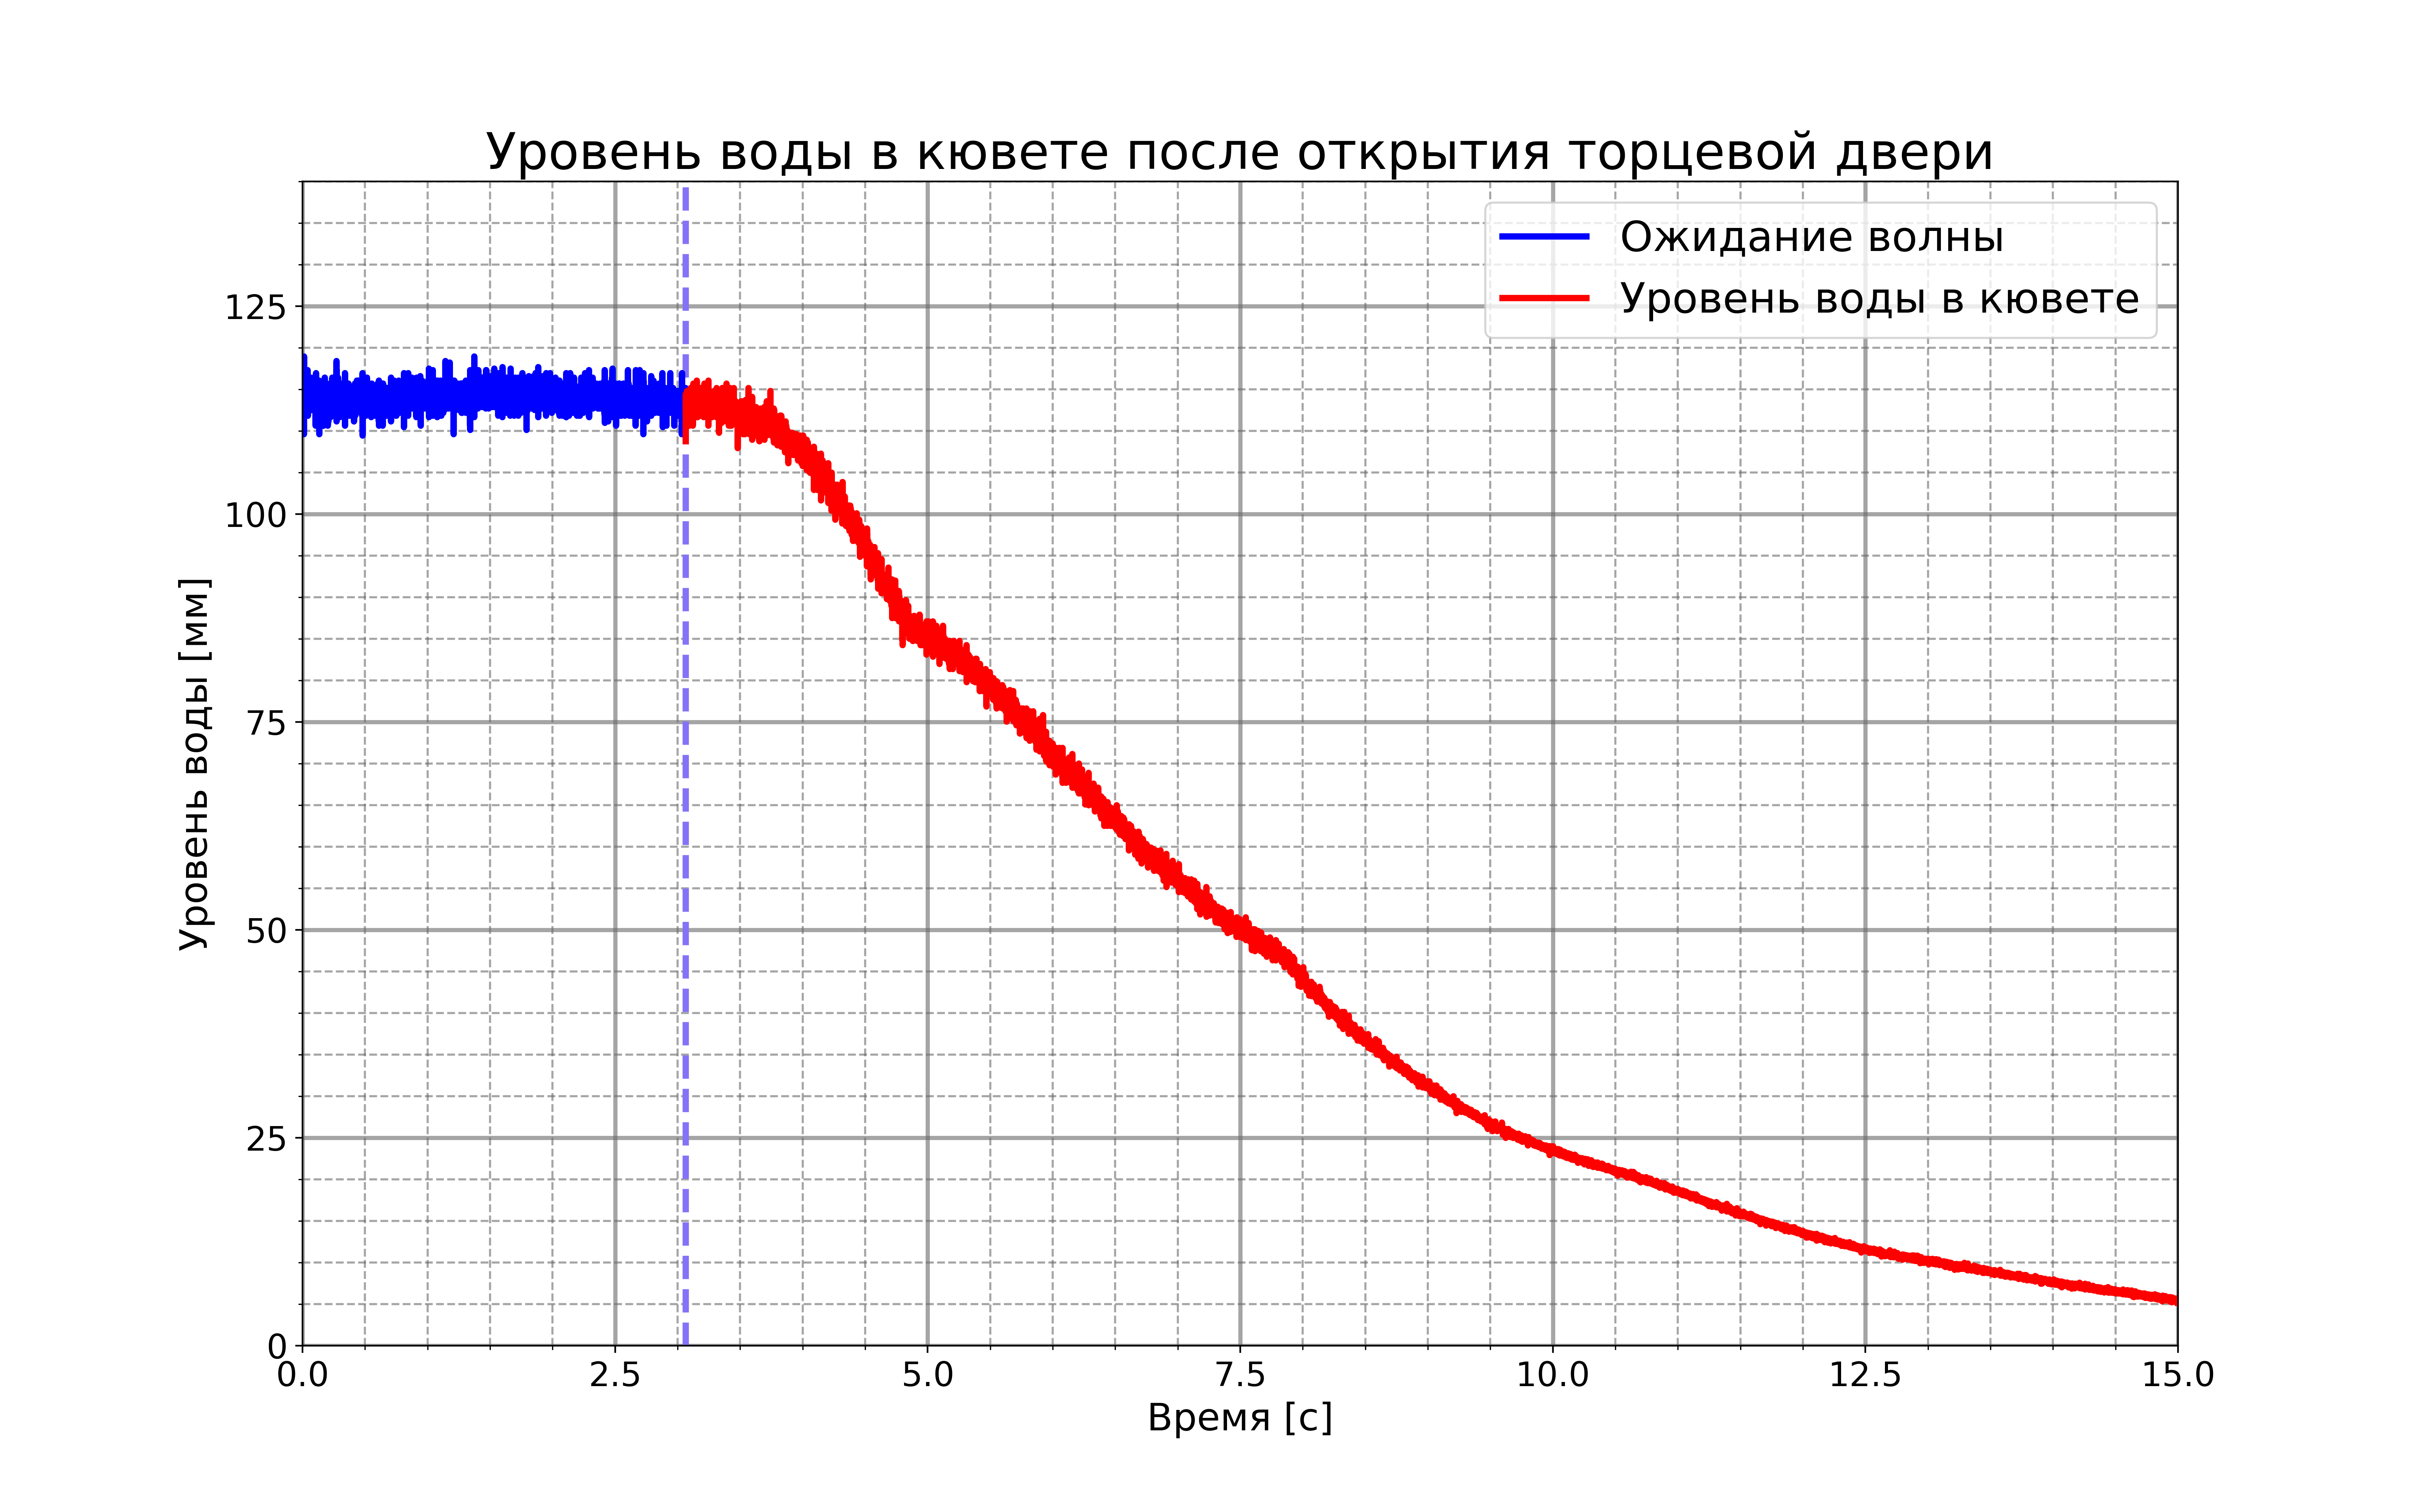 Уровень воды в кювете после открытия торцевой двери
Ожидание волны
Уровень воды в кювете
125
100
75
50
25
0
Уровень воды [мм]
0.0 2.5 5.0 7.5 10.0 12.5 15.0
Время [с]